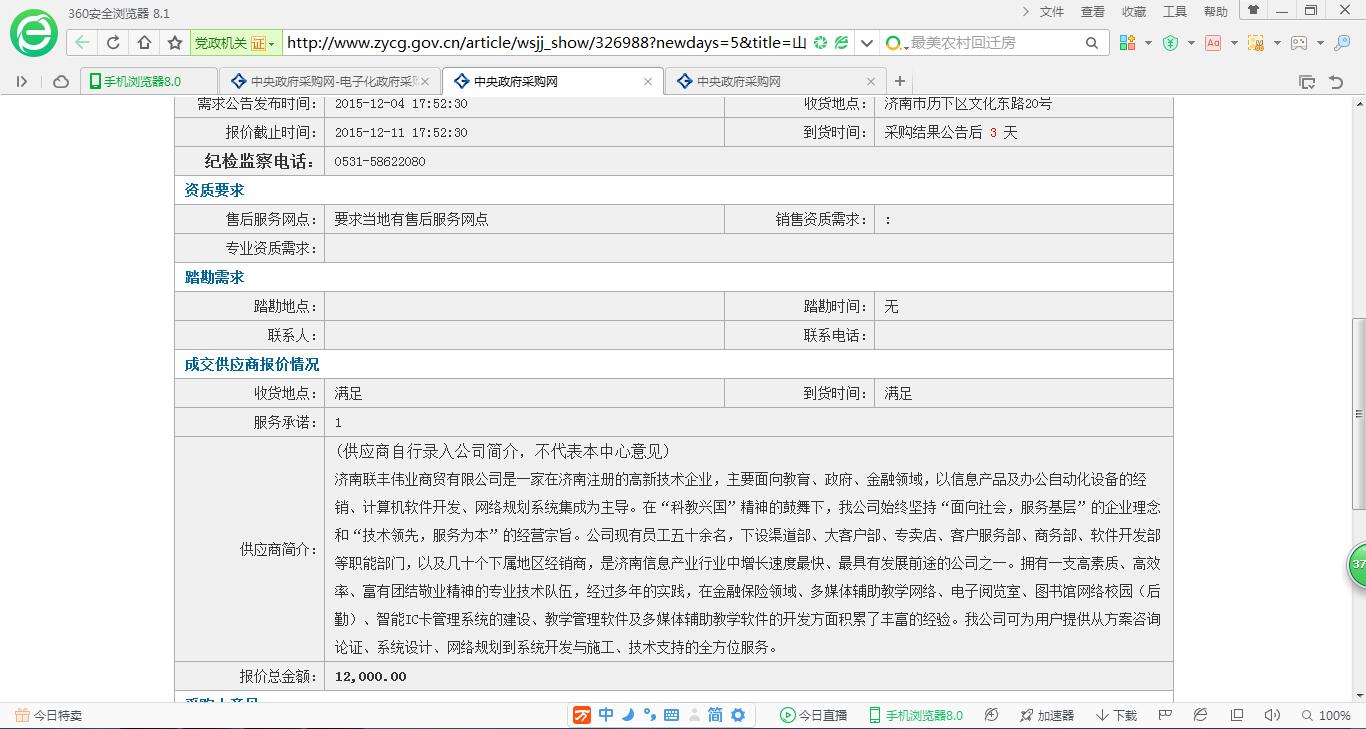 360安全浏览器 8.1
文件 查看 收藏 工具 帮助
党政机关 证 http://www.zycg.gov.cn/article/wsjj_show/326988?newdays=5&title=山 最美农村回迁房
手机浏览器8.0 中央政府采购网-电子化政府采 中央政府采购网 中央政府采购网
需求公告发布时间: 2015-12-04 17:52:30 收货地点: 济南市历下区文化东路20号
报价截止时间: 2015-12-11 17:52:30 到货时间: 采购结果公告后 3 天
纪检监察电话: 0531-58622080
资质要求
售后服务网点: 要求当地有售后服务网点 销售资质需求: :
专业资质需求:
踏勘需求
踏勘地点: 踏勘时间: 无
联系人: 联系电话:
成交供应商报价情况
收货地点: 满足 到货时间: 满足
服务承诺: 1
(供应商自行录入公司简介，不代表本中心意见)
济南联丰伟业商贸有限公司是一家在济南注册的高新技术企业，主要面向教育、政府、金融领域，以信息产品及办公自动化设备的经
销、计算机软件开发、网络规划系统集成为主导。在“科教兴国”精神的鼓舞下，我公司始终坚持“面向社会，服务基层”的企业理念
和“技术领先，服务为本”的经营宗旨。公司现有员工五十余名，下设渠道部、大客户部、专卖店、客户服务部、商务部、软件开发部
供应商简介:
等职能部门，以及几十个下属地区经销商，是济南信息产业行业中增长速度最快、最具有发展前途的公司之一。拥有一支高素质、高效
率、富有团结敬业精神的专业技术队伍，经过多年的实践，在金融保险领域、多媒体辅助教学网络、电子阅览室、图书馆网络校园（后
勤）、智能IC卡管理系统的建设、教学管理软件及多媒体辅助教学软件的开发方面积累了丰富的经验。我公司可为用户提供从方案咨询
论证、系统设计、网络规划到系统开发与施工、技术支持的全方位服务。
报价总金额: 12,000.00
37
今日特卖 中 简 今日直播 手机浏览器8.0 加速器 下载 100%